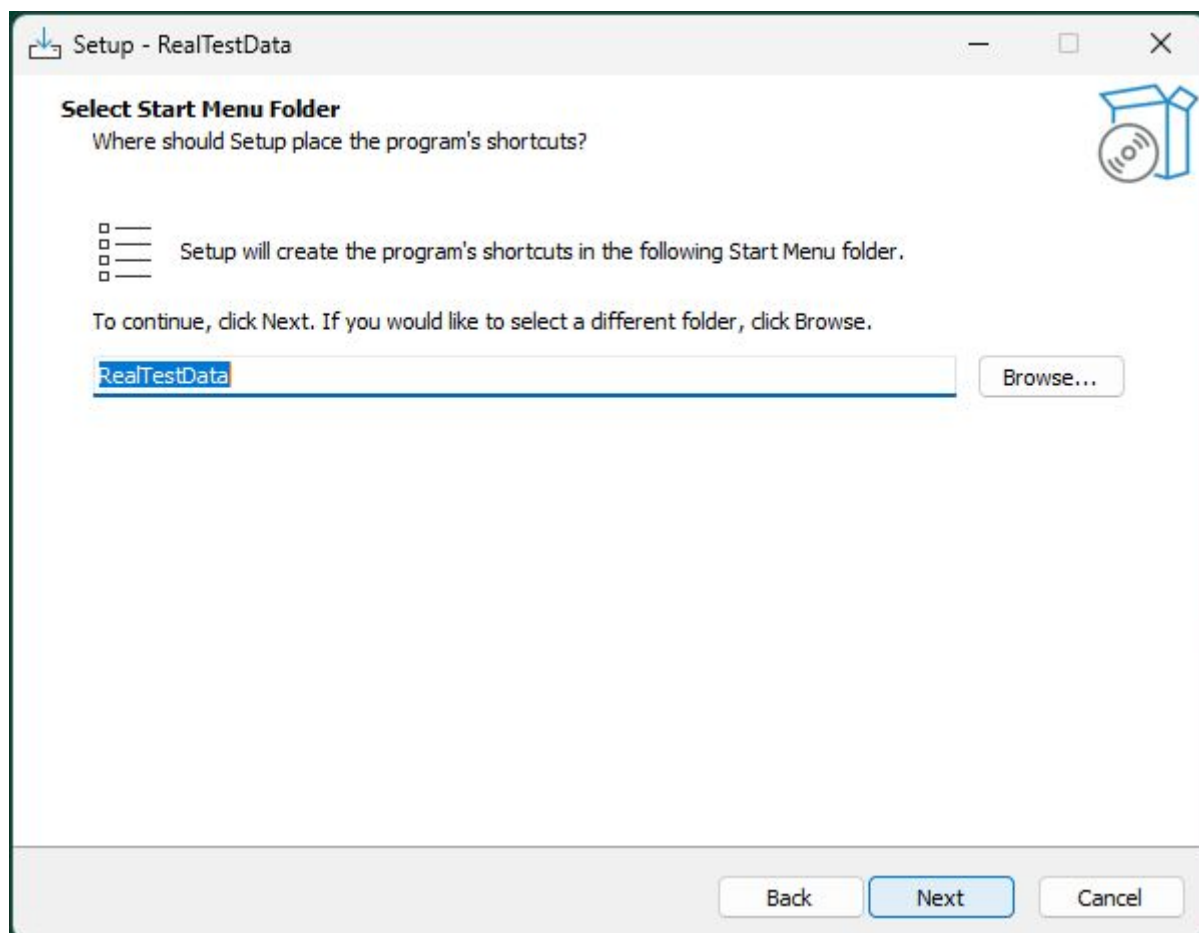 Setup - RealTestData
Select Start Menu Folder
Where should Setup place the program's shortcuts?
Setup will create the program's shortcuts in the following Start Menu folder.
To continue, click Next. If you would like to select a different folder, click Browse.
RealTestData
Browse...
Back
Next
Cancel